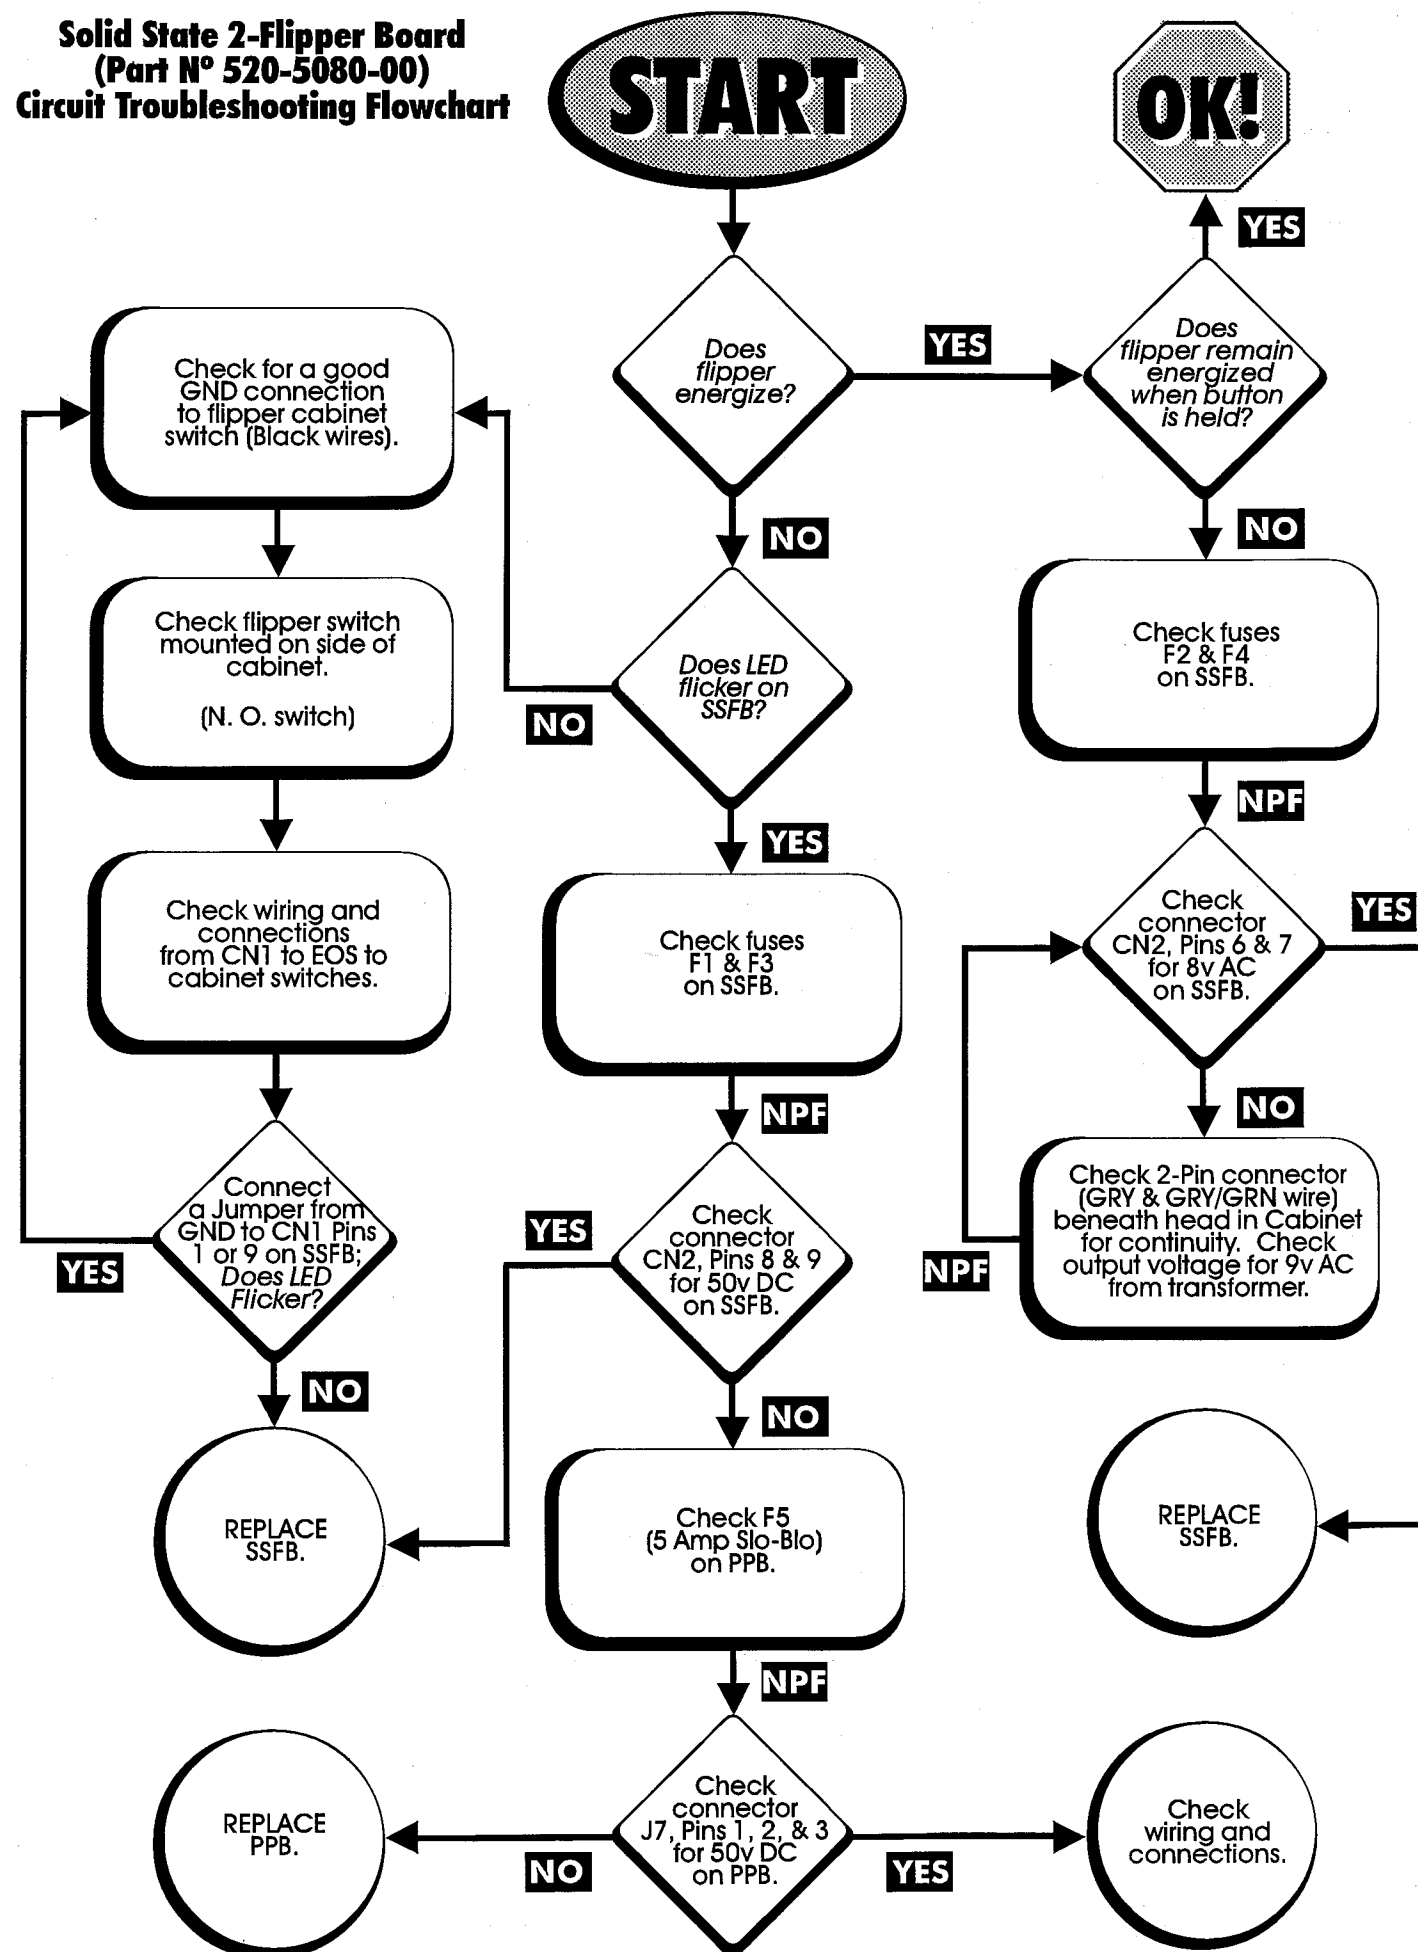 Solid State 2-Flipper Board
(Part Nº 520-5080-00)
Circuit Troubleshooting Flowchart
START
OK!
YES
Does
flipper
energize?
YES
Does
flipper remain
energized
when button
is held?
Check for a good
GND connection
to flipper cabinet
switch (Black wires).
NO
NO
Check flipper switch
mounted on side of
cabinet.
(N. O. switch)
Does LED
flicker on
SSFB?
NO
Check fuses
F2 & F4
on SSFB.
YES
NPF
Check wiring and
connections
from CN1 to EOS to
cabinet switches.
Check fuses
F1 & F3
on SSFB.
Check
connector
CN2, Pins 6 & 7
for 8v AC
on SSFB.
YES
NPF
NO
Connect
a Jumper from
GND to CN1 Pins
1 or 9 on SSFB;
Does LED
Flicker?
YES
YES
Check
connector
CN2, Pins 8 & 9
for 50v DC
on SSFB.
Check 2-Pin connector
(GRY & GRY/GRN wire)
beneath head in Cabinet
for continuity. Check
output voltage for 9v AC
from transformer.
NPF
NO
NO
REPLACE
SSFB.
Check F5
(5 Amp Slo-Blo)
on PPB.
REPLACE
SSFB.
NPF
REPLACE
PPB.
NO
Check
connector
J7, Pins 1, 2, & 3
for 50v DC
on PPB.
YES
Check
wiring and
connections.